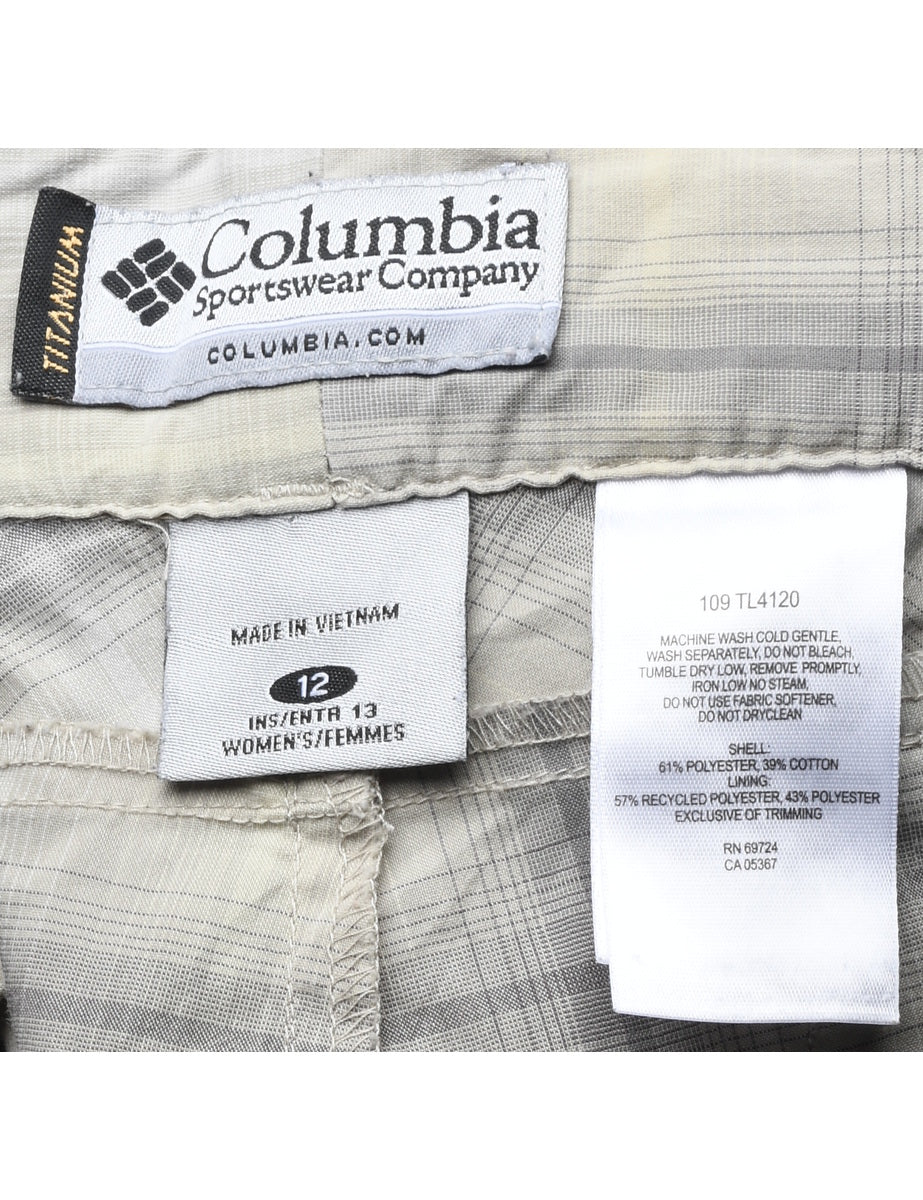 TITANIUM
Columbia
Sportswear Company
COLUMBIA.COM
MADE IN VIETNAM
12
INS/ENTR 13
WOMEN'S/FEMMES
109 TL4120
MACHINE WASH COLD GENTLE,
WASH SEPARATELY, DO NOT BLEACH,
TUMBLE DRY LOW, REMOVE PROMPTLY,
IRON LOW NO STEAM,
DO NOT USE FABRIC SOFTENER,
DO NOT DRYCLEAN
SHELL:
61% POLYESTER, 39% COTTON
LINING:
57% RECYCLED POLYESTER, 43% POLYESTER
EXCLUSIVE OF TRIMMING
RN 69724
CA 05367